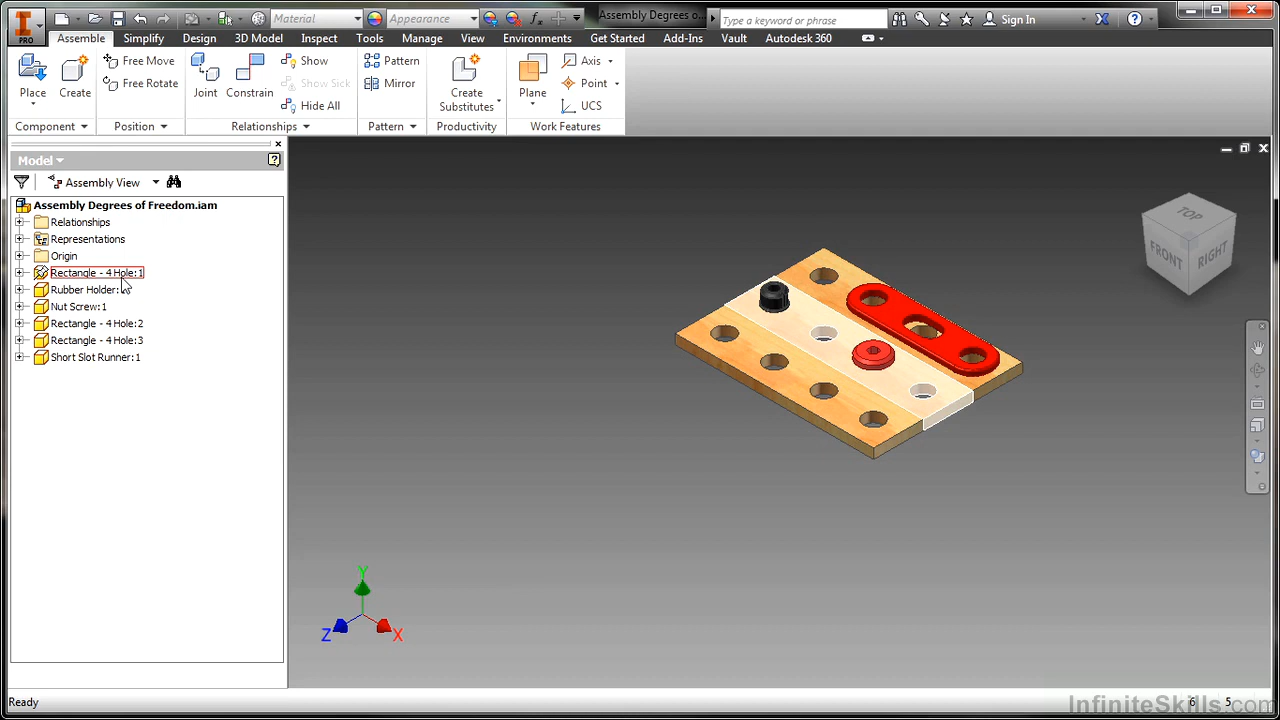 Material
Appearance
Assembly Degrees o...
Type a keyword or phrase
Sign In
PRO
Assemble Simplify Design 3D Model Inspect Tools Manage View Environments Get Started Add-Ins Vault Autodesk 360
Place
Create
Free Move
Free Rotate
Joint
Constrain
Show
Show Sick
Hide All
Pattern
Mirror
Create Substitutes
Plane
Axis
Point
UCS
Component
Position
Relationships
Pattern
Productivity
Work Features
Model
Assembly View
Assembly Degrees of Freedom.iam
Relationships
Representations
Origin
Rectangle - 4 Hole:1
Rubber Holder:
Nut Screw:1
Rectangle - 4 Hole:2
Rectangle - 4 Hole:3
Short Slot Runner:1
TOP
FRONT
RIGHT
Y
Z
X
Ready
6 5
InfiniteSkills.com